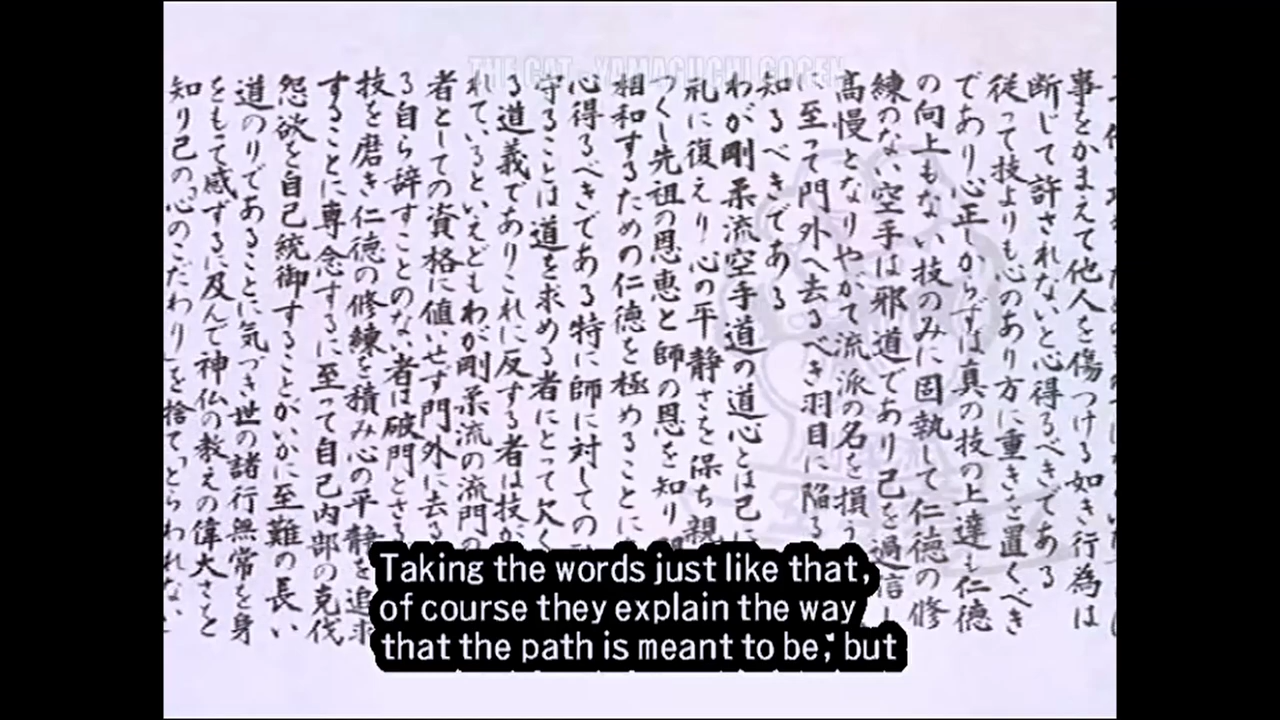 THE CAT - YAMAGUCHI GOGEN
事をかまえて他人を傷つける如き行為は
断じて許されないと心得るべきである
従って技よりも心のあり方に重きを置くべき
であり心正しからずば真の技の上達も仁徳
の向上もない技のみに固執して仁徳の修
練のない空手は邪道であり己を過信し
高慢となりやがて流派の名を損う
に至って門外へ去るべき羽目に陥る
知るべきである
わが剛柔流空手道の道心とは己に
礼に復えり心の平静さを保ち親
つくし先祖の恩恵と師の恩を知り
相和するための仁徳を極めることに
心得るべきである特に師に対しての
守ることは道を求める者にとって欠く
る道義でありこれに反する者は技が
れているといえどもわが剛柔流の流門の
者としての資格に値いせず門外に去る
る自ら辞すことのない者は破門とさる
技を磨き仁徳の修練を積み心の平静を追求
することに専念するに至って自己内部の克伐
怨欲を自己統御することがいかに至難の長い
道のりであることに気づき世の諸行無常を身
をもて感ずるに及んで神仏の教えの偉大さと
知り己の「心のこだわり」を捨て「とらわれない
Taking the words just like that,
of course they explain the way
that the path is meant to be, but